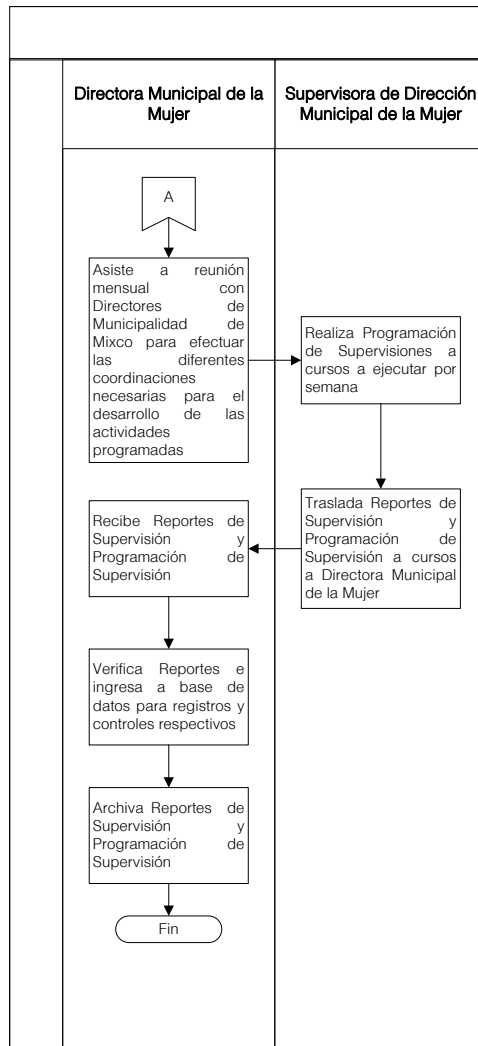 Directora Municipal de la
Mujer
Supervisora de Dirección
Municipal de la Mujer
A
Asiste a reunión
mensual con
Directores de
Municipalidad de
Mixco para efectuar
las diferentes
coordinaciones
necesarias para el
desarrollo de las
actividades
programadas
Realiza Programación
de Supervisiones a
cursos a ejecutar por
semana
Traslada Reportes de
Supervisión y
Programación de
Supervisión a cursos
a Directora Municipal
de la Mujer
Recibe Reportes de
Supervisión y
Programación de
Supervisión
Verifica Reportes e
ingresa a base de
datos para registros y
controles respectivos
Archiva Reportes de
Supervisión y
Programación de
Supervisión
Fin